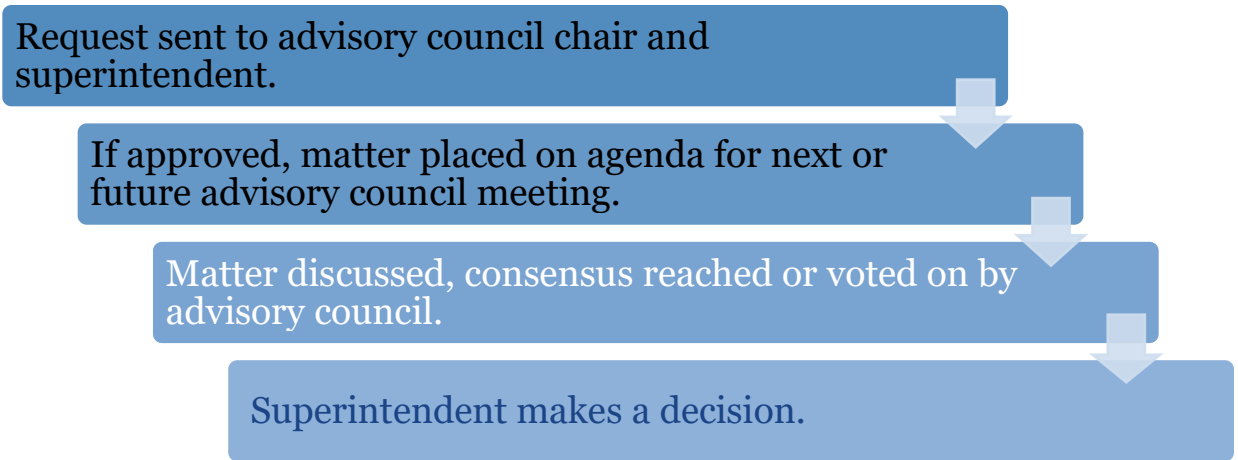 Request sent to advisory council chair and
superintendent.
If approved, matter placed on agenda for next or
future advisory council meeting.
Matter discussed, consensus reached or voted on by
advisory council.
Superintendent makes a decision.